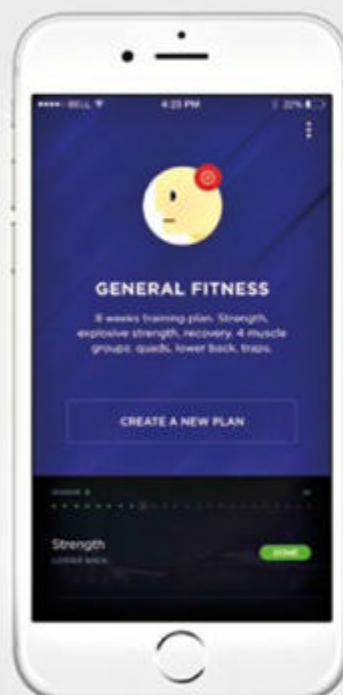 BELL
4:23 PM
22%
GENERAL FITNESS
8 weeks training plan. Strength,
explosive strength, recovery. 4 muscle
groups: quads, lower back, traps.
CREATE A NEW PLAN
Strength
LOWER BACK
DONE